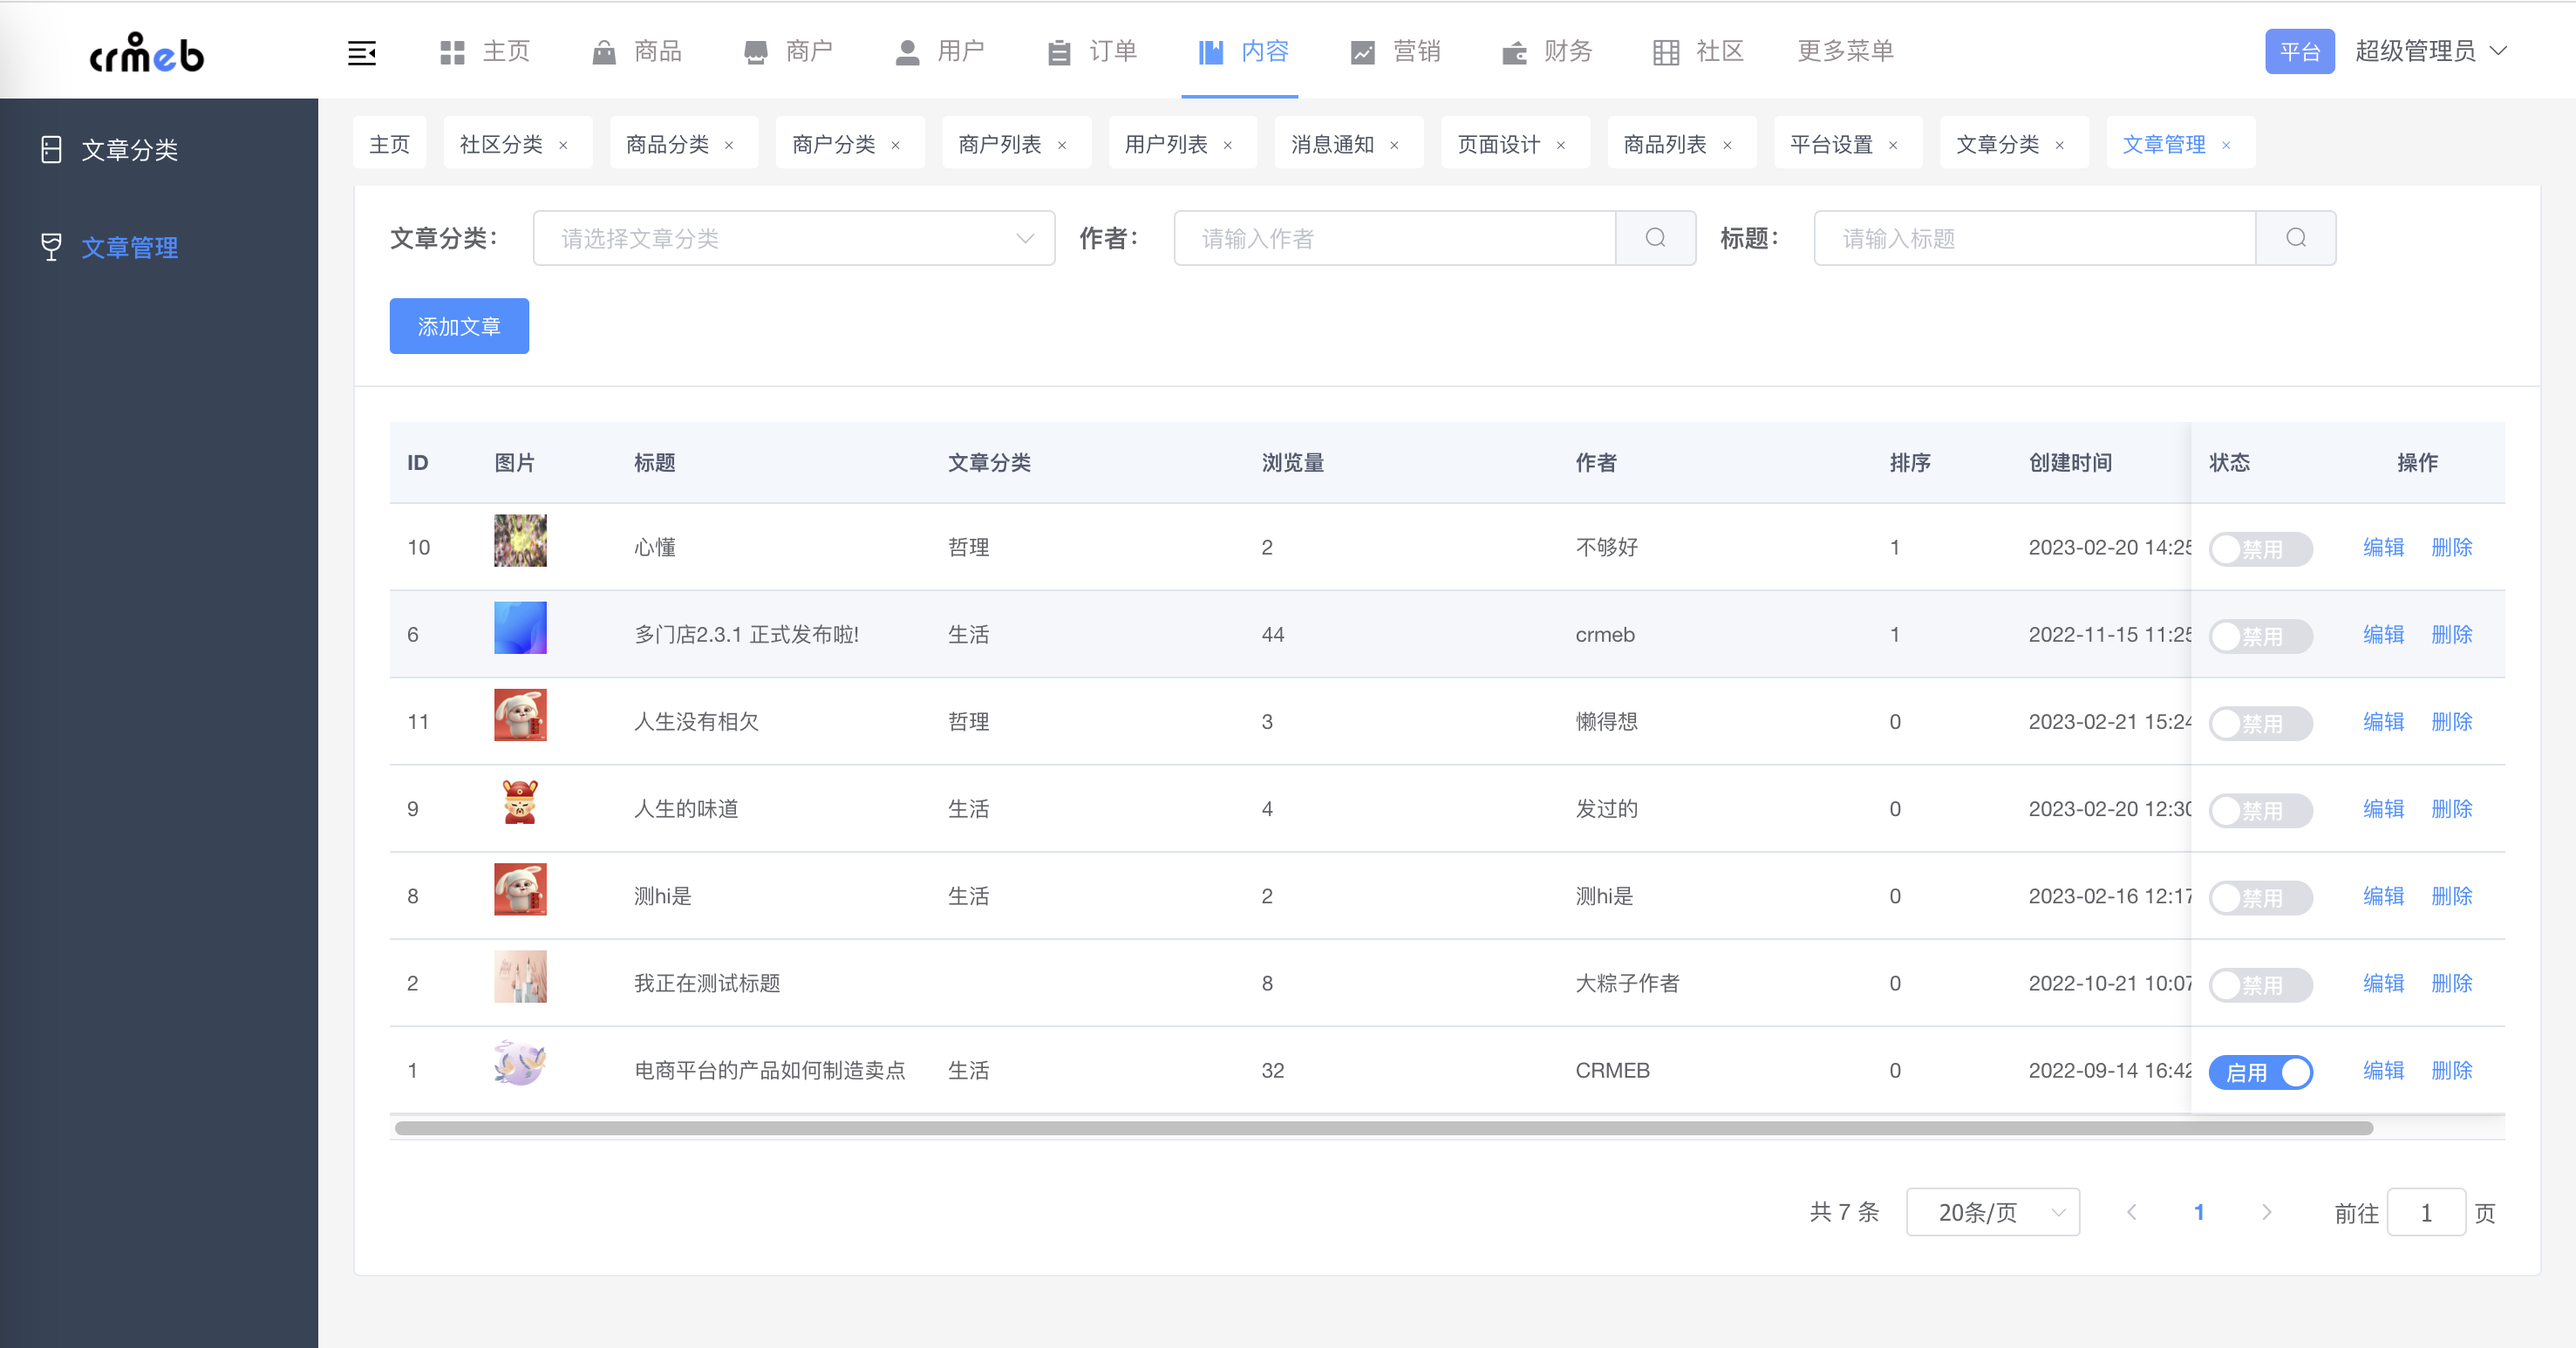 crmeb 主页 商品 商户 用户 订单 内容 营销 财务 社区 更多菜单 平台 超级管理员
文章分类
文章管理
主页 社区分类 × 商品分类 × 商户分类 × 商户列表 × 用户列表 × 消息通知 × 页面设计 × 商品列表 × 平台设置 × 文章分类 × 文章管理 ×
文章分类： 请选择文章分类 作者： 请输入作者 标题： 请输入标题
添加文章
ID 图片 标题 文章分类 浏览量 作者 排序 创建时间 状态 操作
10 心懂 哲理 2 不够好 1 2023-02-20 14:25 禁用 编辑 删除
6 多门店2.3.1 正式发布啦! 生活 44 crmeb 1 2022-11-15 11:25 禁用 编辑 删除
11 人生没有相欠 哲理 3 懒得想 0 2023-02-21 15:24 禁用 编辑 删除
9 人生的味道 生活 4 发过的 0 2023-02-20 12:30 禁用 编辑 删除
8 测hi是 生活 2 测hi是 0 2023-02-16 12:17 禁用 编辑 删除
2 我正在测试标题 8 大粽子作者 0 2022-10-21 10:07 禁用 编辑 删除
1 电商平台的产品如何制造卖点 生活 32 CRMEB 0 2022-09-14 16:42 启用 编辑 删除
共 7 条 20条/页 1 前往 1 页